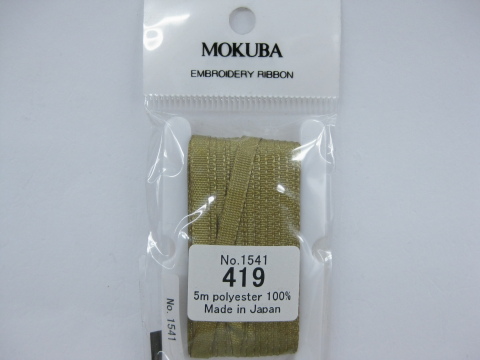 MOKUBA
EMBROIDERY RIBBON
No.1541
419
5m polyester 100%
Made in Japan
No. 1541